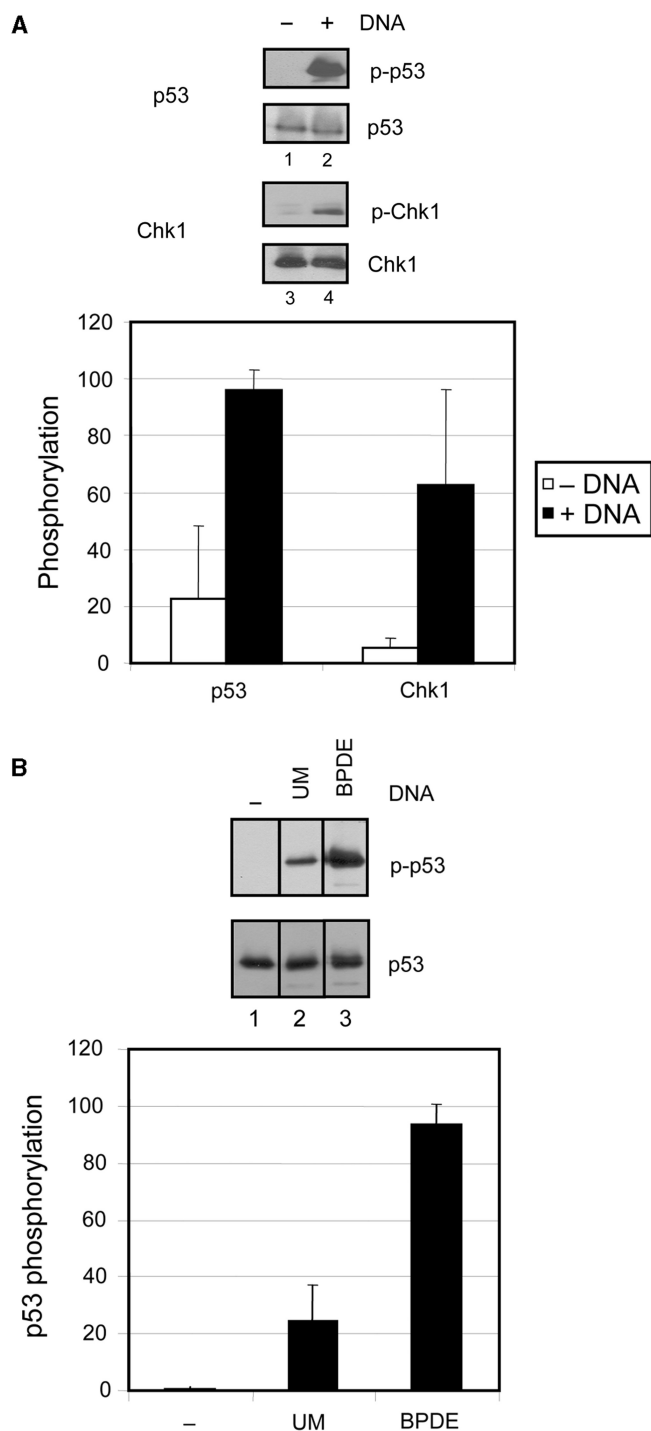 A
– + DNA
p-p53
p53
p53
1 2
p-Chk1
Chk1
Chk1
3 4
120
100
80
60
40
20
0
Phosphorylation
p53 Chk1
– DNA
+ DNA
B
– UM BPDE DNA
p-p53
p53
1 2 3
120
100
80
60
40
20
0
p53 phosphorylation
– UM BPDE